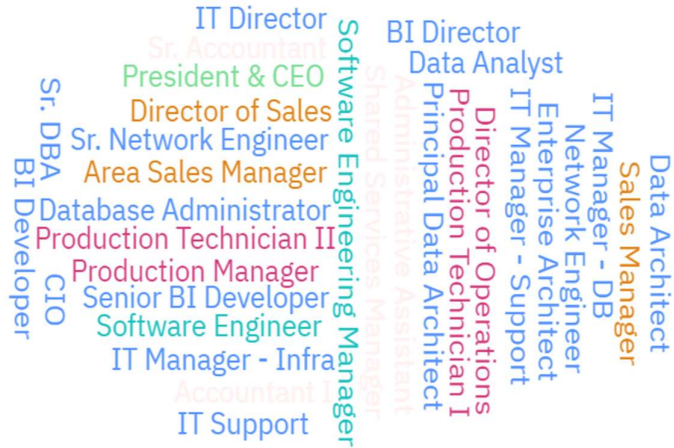 IT Director
Sr. Accountant
President & CEO
Director of Sales
Sr. Network Engineer
Area Sales Manager
Database Administrator
Production Technician II
Production Manager
Senior BI Developer
Software Engineer
IT Manager - Infra
Accountant I
IT Support
Sr. DBA
BI Developer
CIO
Software Engineering Manager
BI Director
Data Analyst
Shared Services Manager
Administrative Assistant
Principal Data Architect
Production Technician I
Director of Operations
IT Manager - Support
Enterprise Architect
Network Engineer
IT Manager - DB
Sales Manager
Data Architect